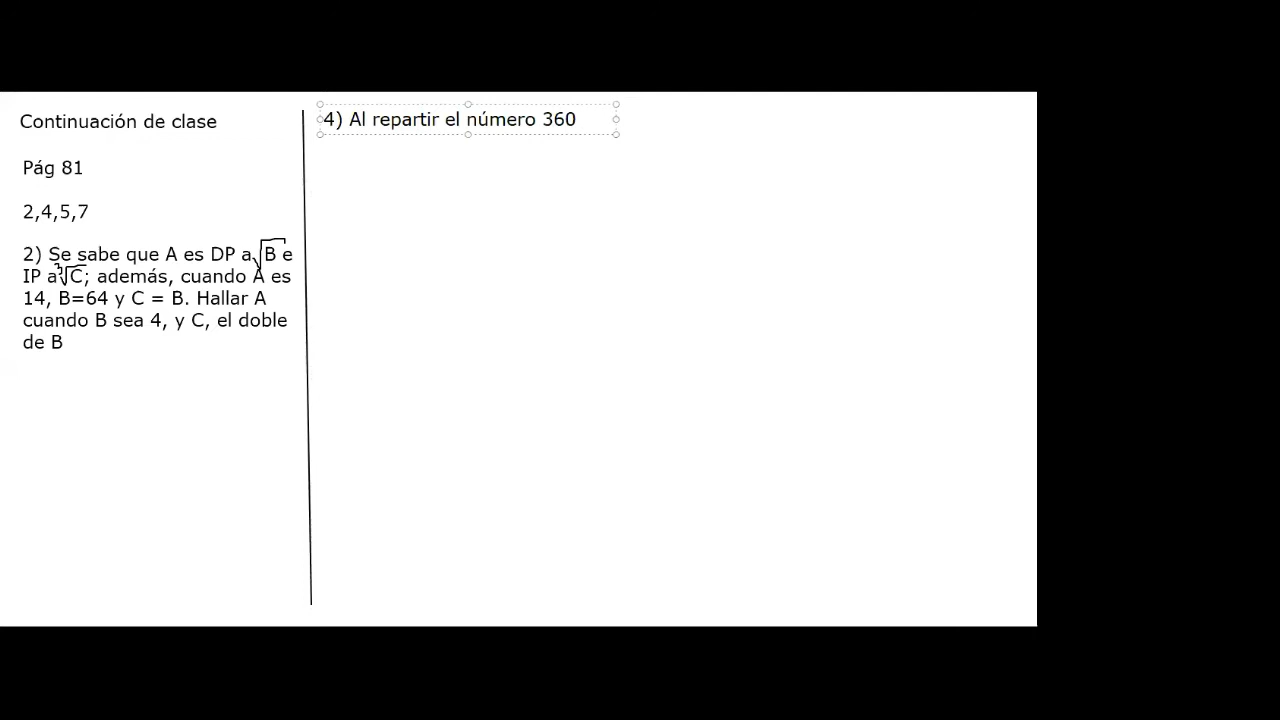 Continuación de clase
Pág 81
2,4,5,7
2) Se sabe que A es DP a√B e
IP a∛C; además, cuando A es
14, B=64 y C = B. Hallar A
cuando B sea 4, y C, el doble
de B
4) Al repartir el número 360